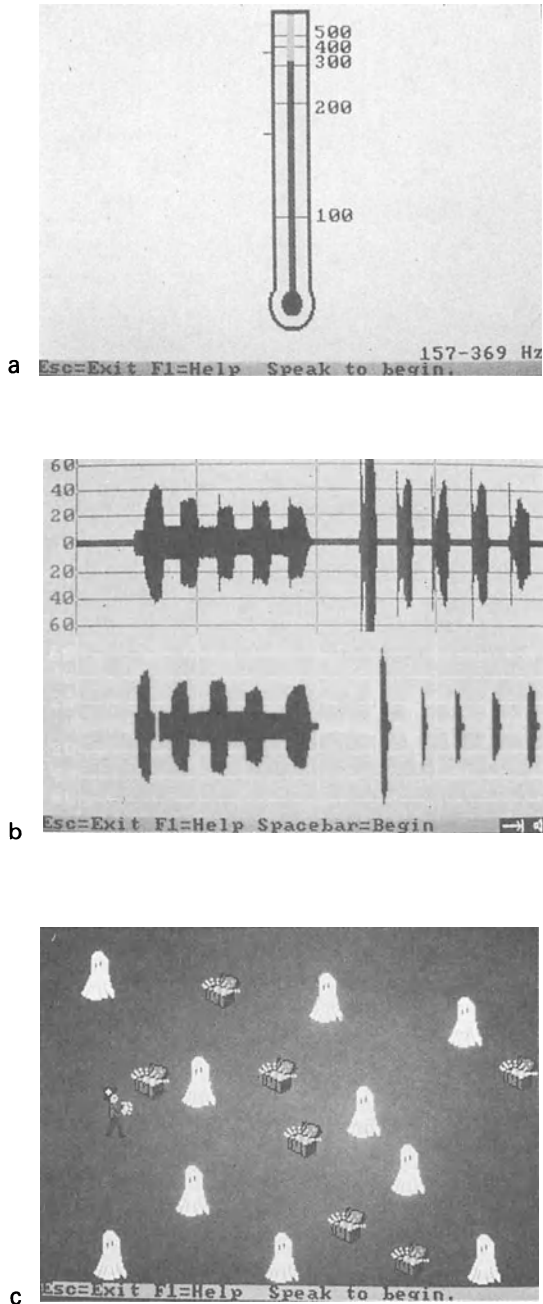 500
400
300
200
100
157-369 Hz
a
Esc=Exit F1=Help Speak to begin.
60
40
20
0
20
40
60
b
Esc=Exit F1=Help Spacebar=Begin
c
Esc=Exit F1=Help Speak to begin.